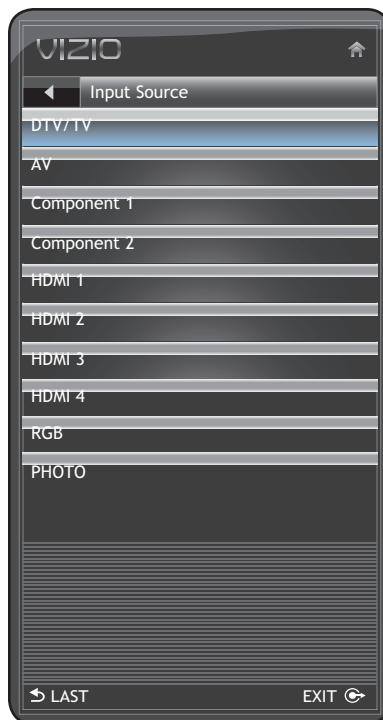 VIZIO
Input Source
DTV/TV
AV
Component 1
Component 2
HDMI 1
HDMI 2
HDMI 3
HDMI 4
RGB
PHOTO
LAST EXIT